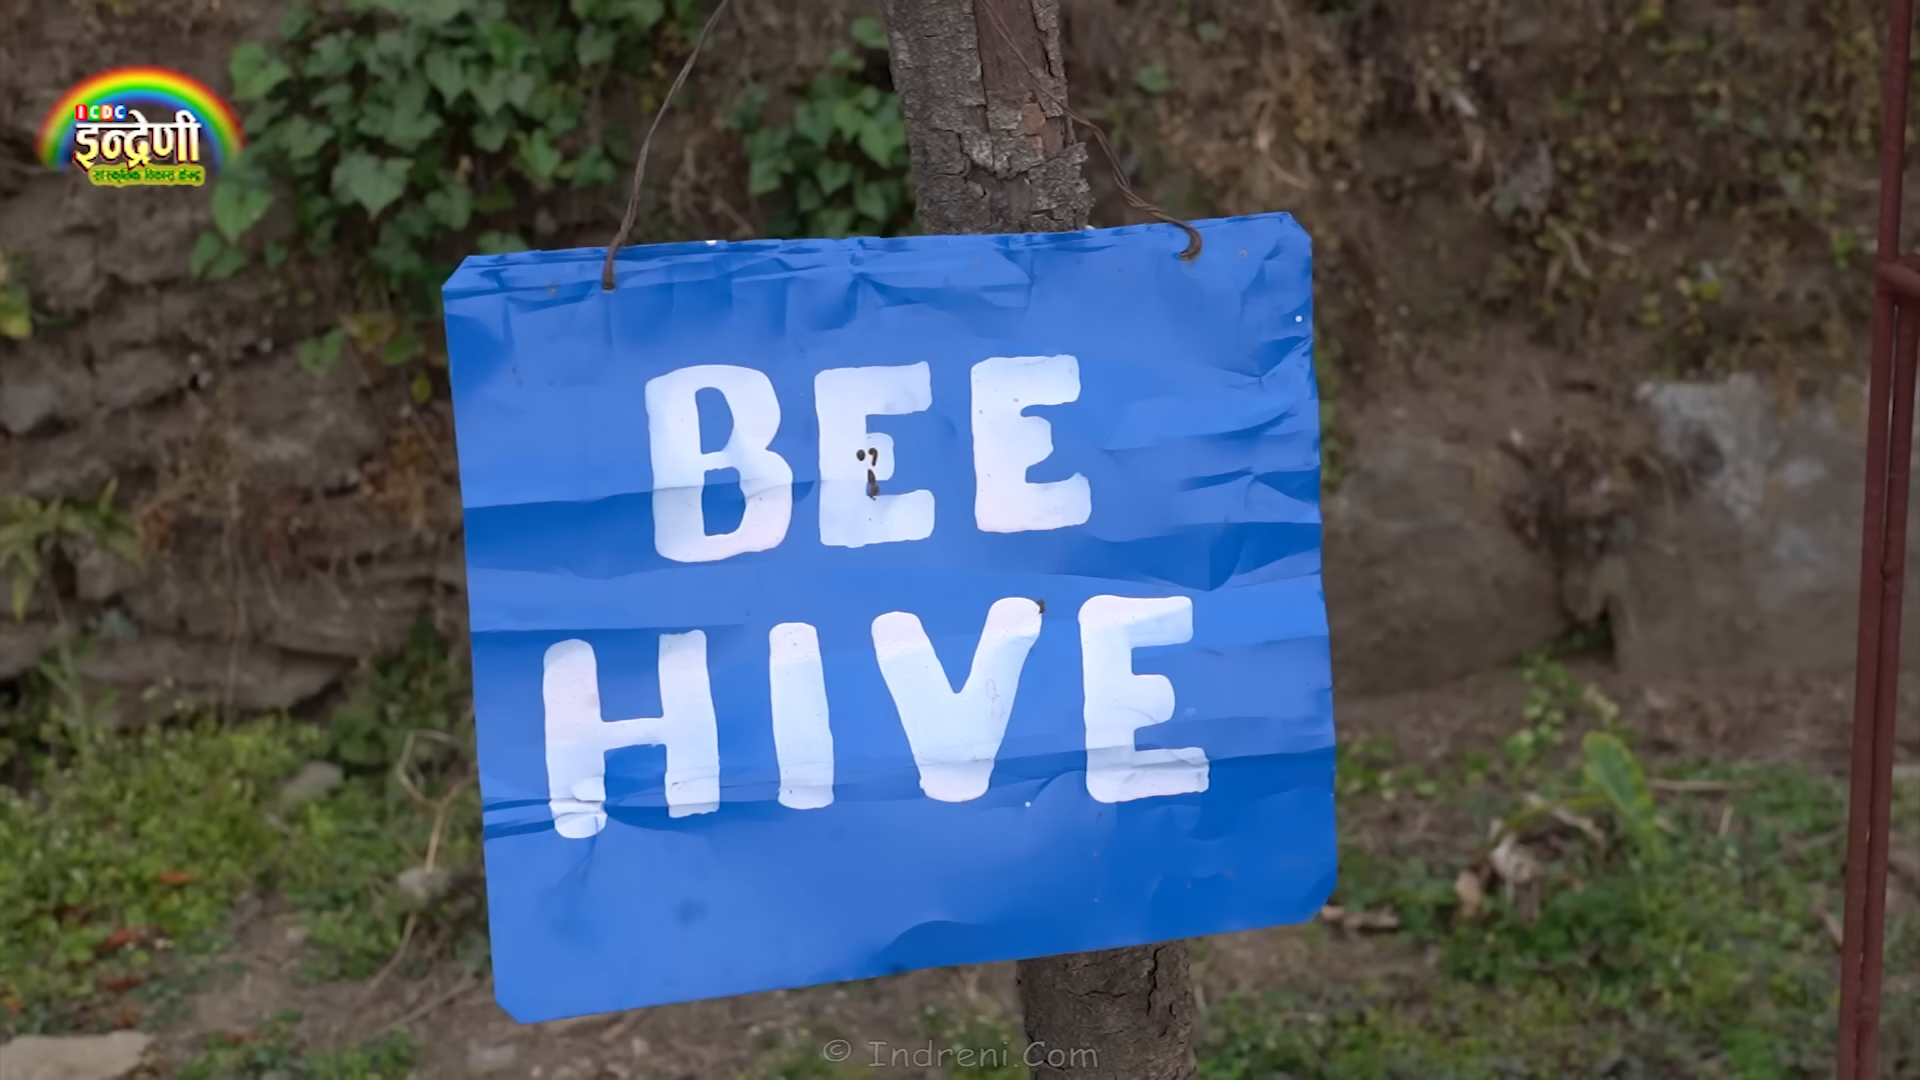 ICDC
इन्द्रेणी
सांस्कृतिक विकास केन्द्र
BEE
HIVE
© Indreni.Com